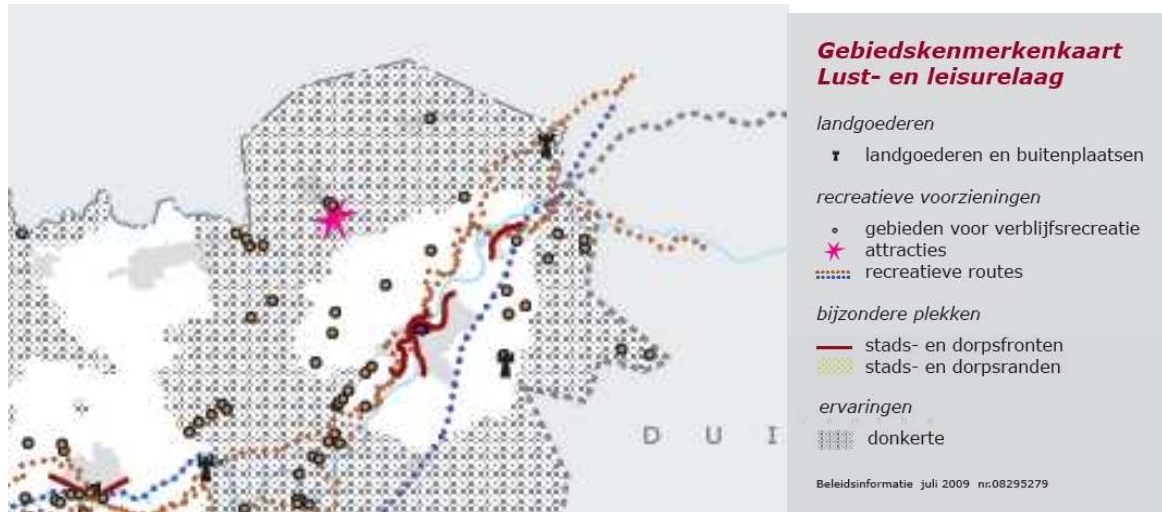 Gebiedskenmerkenkaart
Lust- en leisurelaag
landgoederen
landgoederen en buitenplaatsen
recreatieve voorzieningen
gebieden voor verblijfsrecreatie
attracties
recreatieve routes
bijzondere plekken
stads- en dorpsfronten
stads- en dorpsranden
ervaringen
donkerte
D U I
Beleidsinformatie juli 2009 nr.08295279